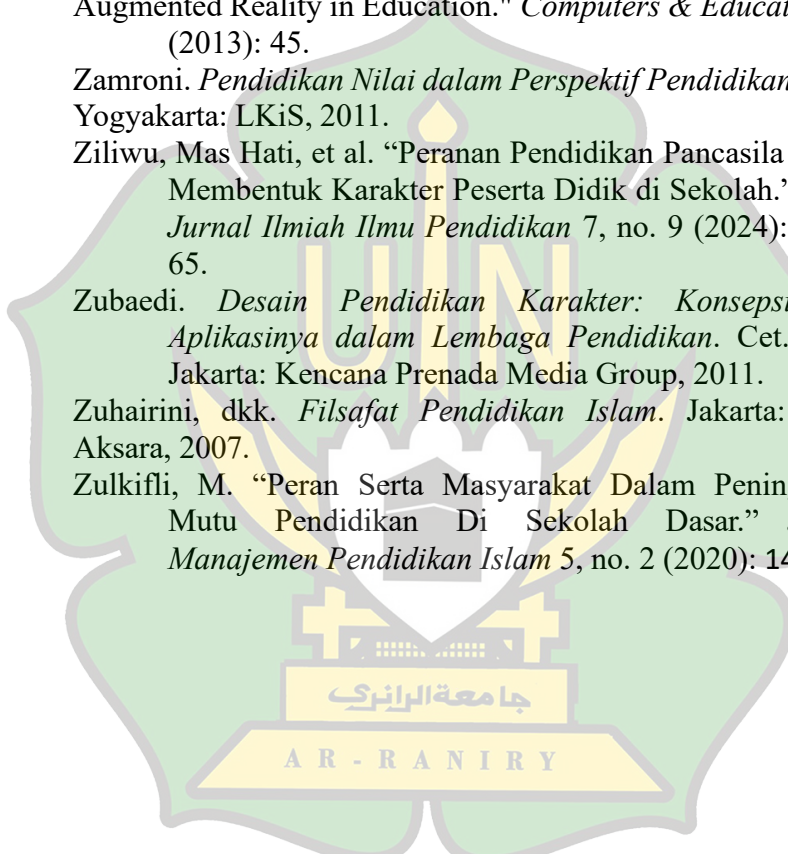 Augmented Reality in Education." Computers & Educat
(2013): 45.
Zamroni. Pendidikan Nilai dalam Perspektif Pendidikan
Yogyakarta: LKiS, 2011.
Ziliwu, Mas Hati, et al. “Peranan Pendidikan Pancasila
Membentuk Karakter Peserta Didik di Sekolah.”
Jurnal Ilmiah Ilmu Pendidikan 7, no. 9 (2024):
65.
Zubaedi. Desain Pendidikan Karakter: Konsepsi
Aplikasinya dalam Lembaga Pendidikan. Cet.
Jakarta: Kencana Prenada Media Group, 2011.
Zuhairini, dkk. Filsafat Pendidikan Islam. Jakarta:
Aksara, 2007.
Zulkifli, M. “Peran Serta Masyarakat Dalam Penin
Mutu Pendidikan Di Sekolah Dasar.”
Manajemen Pendidikan Islam 5, no. 2 (2020): 14
UIN
جامعة الرانري
AR-RANIRY